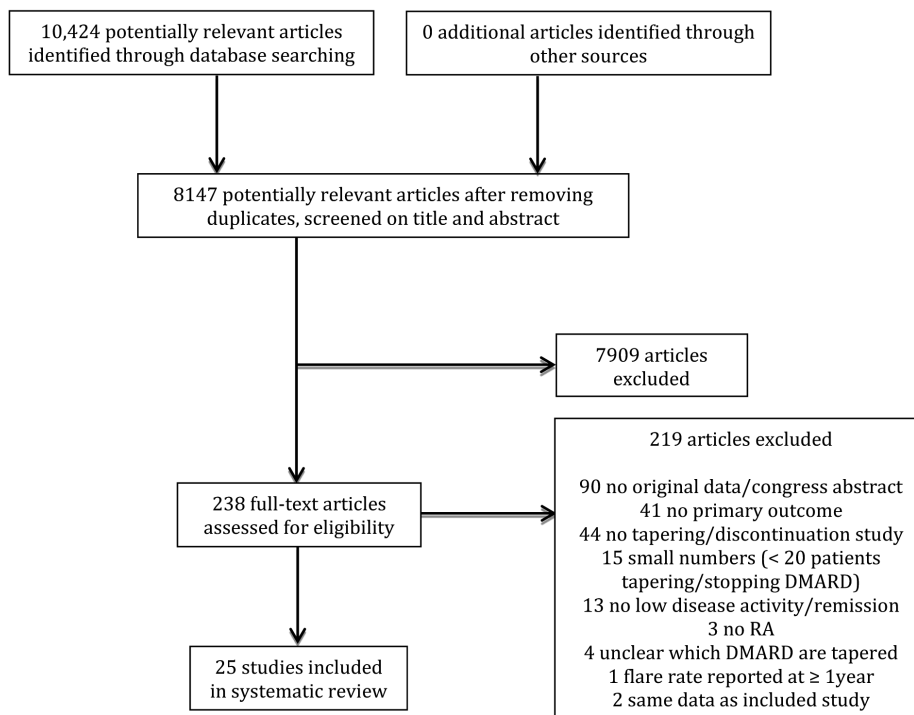 10,424 potentially relevant articles
identified through database searching
0 additional articles identified through
other sources
8147 potentially relevant articles after removing
duplicates, screened on title and abstract
7909 articles
excluded
238 full-text articles
assessed for eligibility
219 articles excluded
90 no original data/congress abstract
41 no primary outcome
44 no tapering/discontinuation study
15 small numbers (< 20 patients
tapering/stopping DMARD)
13 no low disease activity/remission
3 no RA
4 unclear which DMARD are tapered
1 flare rate reported at ≥ 1year
2 same data as included study
25 studies included
in systematic review